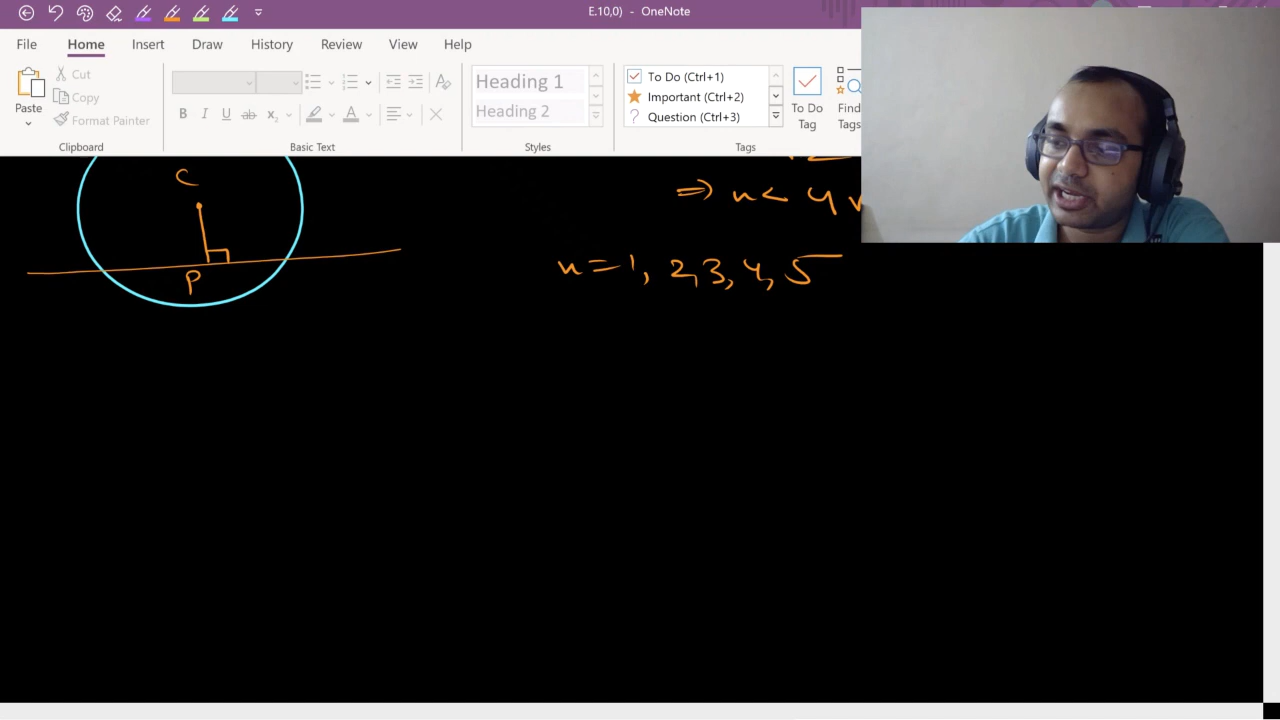 E.10,0) - OneNote
File Home Insert Draw History Review View Help
Paste
Cut
Copy
Format Painter
B I U ab x₂ A
Heading 1
Heading 2
To Do (Ctrl+1)
Important (Ctrl+2)
Question (Ctrl+3)
To Do Tag
Find Tags
Clipboard Basic Text Styles Tags
C
⇒ n < 4
n = 1, 2, 3, 4, 5
P